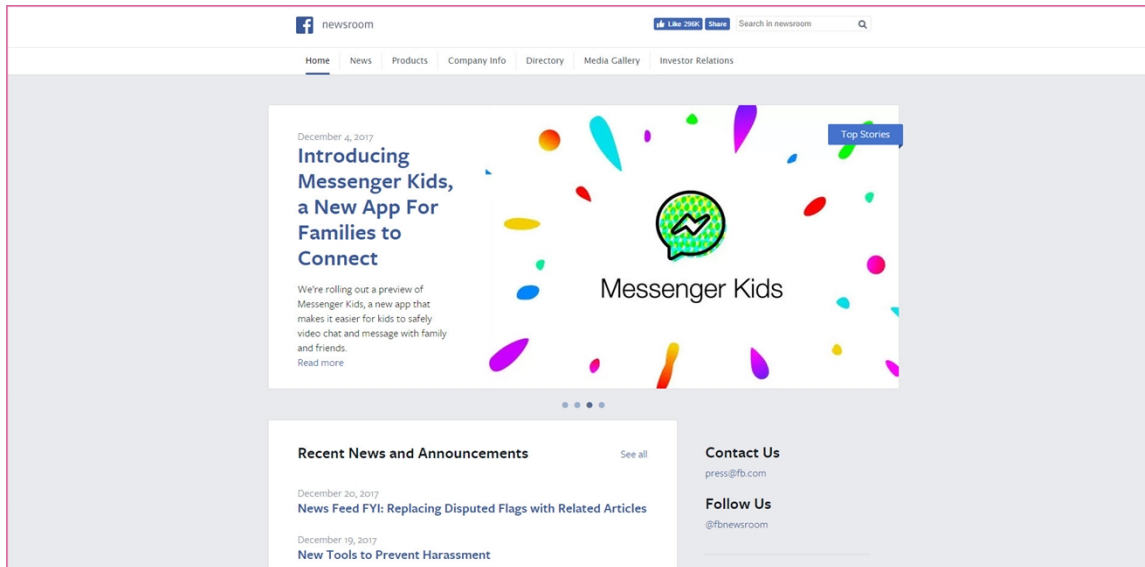 newsroom
Like 296K Share Search in newsroom
Home News Products Company Info Directory Media Gallery Investor Relations
December 4, 2017
Introducing
Messenger Kids,
a New App For
Families to
Connect
We're rolling out a preview of
Messenger Kids, a new app that
makes it easier for kids to safely
video chat and message with family
and friends.
Read more
Top Stories
Messenger Kids
Recent News and Announcements
See all
December 20, 2017
News Feed FYI: Replacing Disputed Flags with Related Articles
December 19, 2017
New Tools to Prevent Harassment
Contact Us
press@fb.com
Follow Us
@fbnewsroom